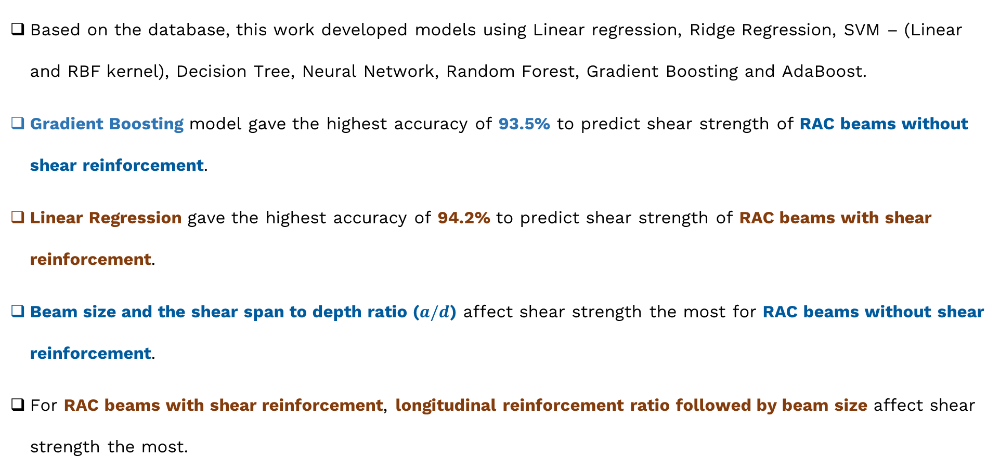 ❑ Based on the database, this work developed models using Linear regression, Ridge Regression, SVM – (Linear
and RBF kernel), Decision Tree, Neural Network, Random Forest, Gradient Boosting and AdaBoost.
❑ Gradient Boosting model gave the highest accuracy of 93.5% to predict shear strength of RAC beams without
shear reinforcement.
❑ Linear Regression gave the highest accuracy of 94.2% to predict shear strength of RAC beams with shear
reinforcement.
❑ Beam size and the shear span to depth ratio (a/d) affect shear strength the most for RAC beams without shear
reinforcement.
❑ For RAC beams with shear reinforcement, longitudinal reinforcement ratio followed by beam size affect shear
strength the most.